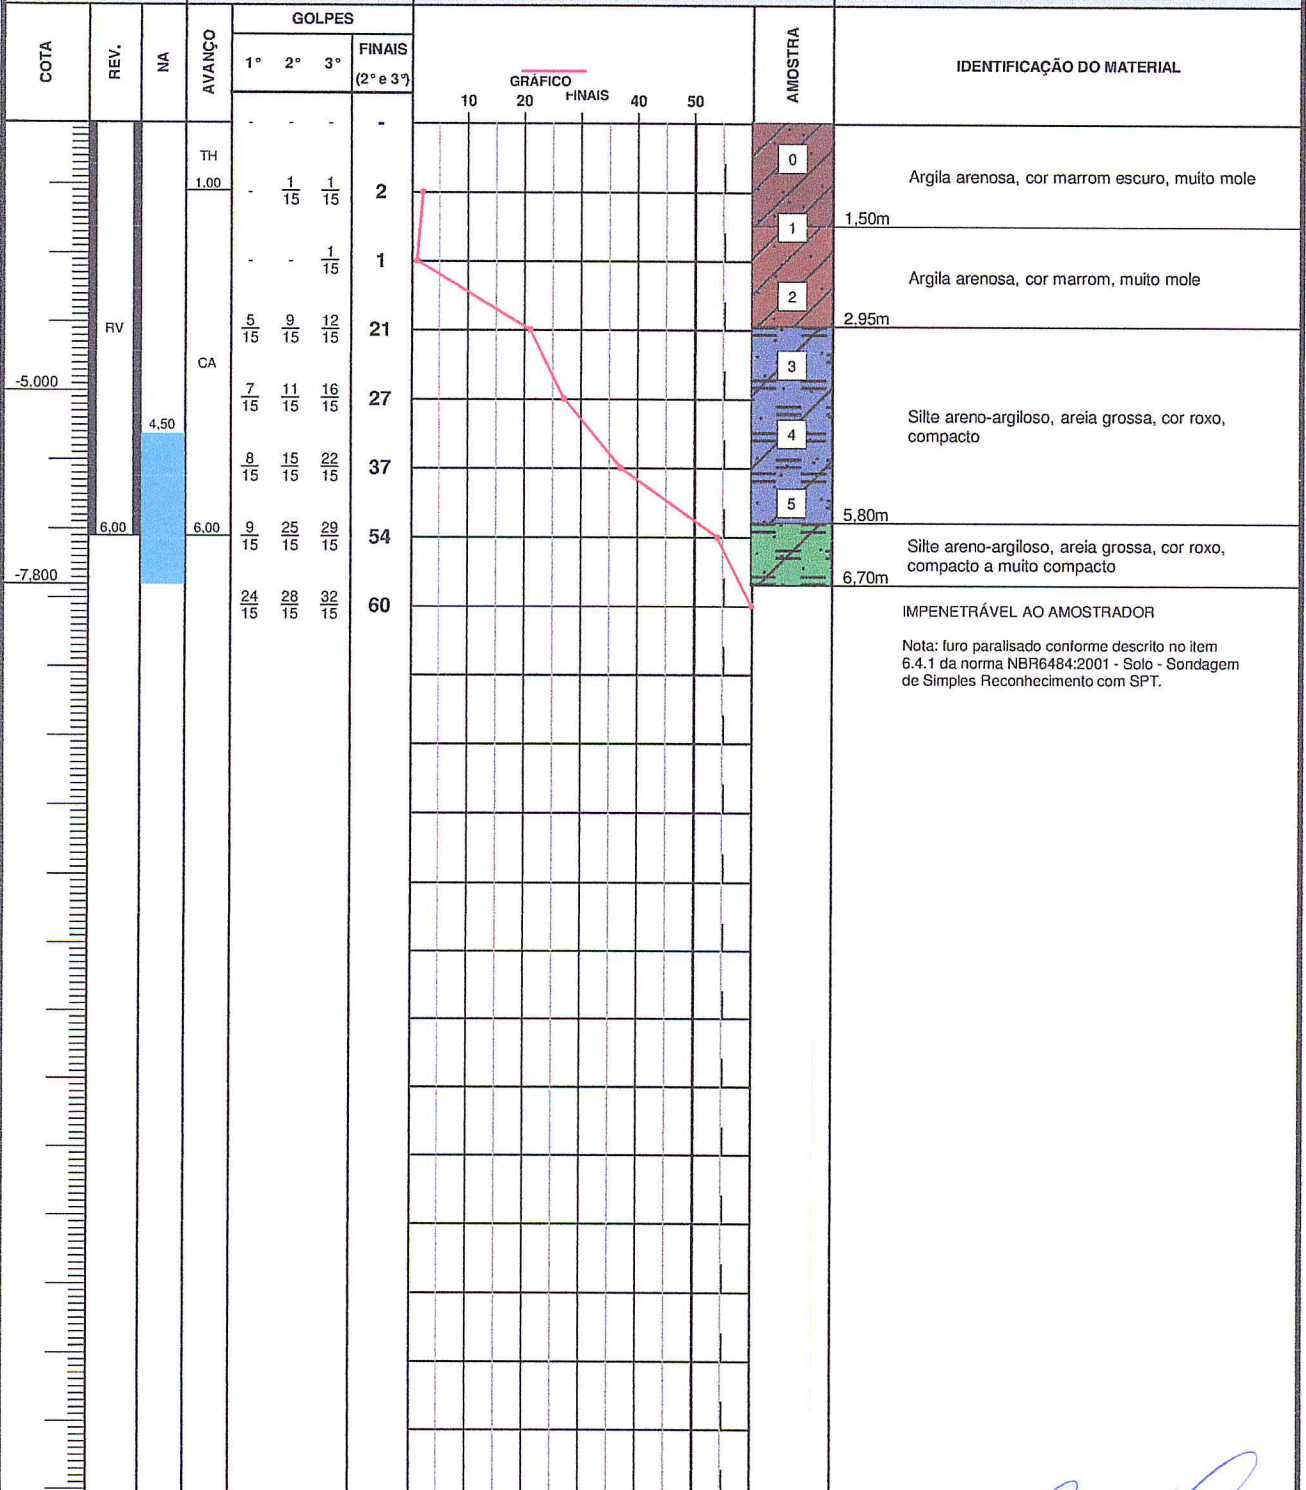 COTA
REV.
NA
AVANÇO
GOLPES
1° 2° 3°
FINAIS
(2° e 3°)
GRÁFICO
FINAIS
10 20 40 50
AMOSTRA
IDENTIFICAÇÃO DO MATERIAL
- - - -
TH
0
Argila arenosa, cor marrom escuro, muito mole
1.00
- 1/15 1/15 2
1
1,50m
- - 1/15 1
Argila arenosa, cor marrom, muito mole
2
2,95m
RV
5/15 9/15 12/15 21
CA
3
-5.000
7/15 11/15 16/15 27
4,50
4
Silte areno-argiloso, areia grossa, cor roxo,
compacto
8/15 15/15 22/15 37
5
5,80m
6,00
6,00
9/15 25/15 29/15 54
Silte areno-argiloso, areia grossa, cor roxo,
compacto a muito compacto
-7.800
6,70m
24/15 28/15 32/15 60
IMPENETRÁVEL AO AMOSTRADOR
Nota: furo paralisado conforme descrito no item
6.4.1 da norma NBR6484:2001 - Solo - Sondagem
de Simples Reconhecimento com SPT.